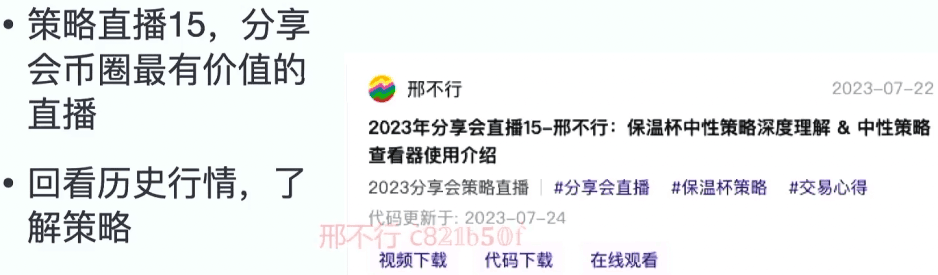 • 策略直播15，分享
会币圈最有价值的
直播
• 回看历史行情，了
解策略
邢不行
2023-07-22
2023年分享会直播15-邢不行：保温杯中性策略深度理解 & 中性策略
查看器使用介绍
2023分享会策略直播 | #分享会直播 #保温杯策略 #交易心得
代码更新于: 2023-07-24
邢不行 c821b50f
视频下载 代码下载 在线观看